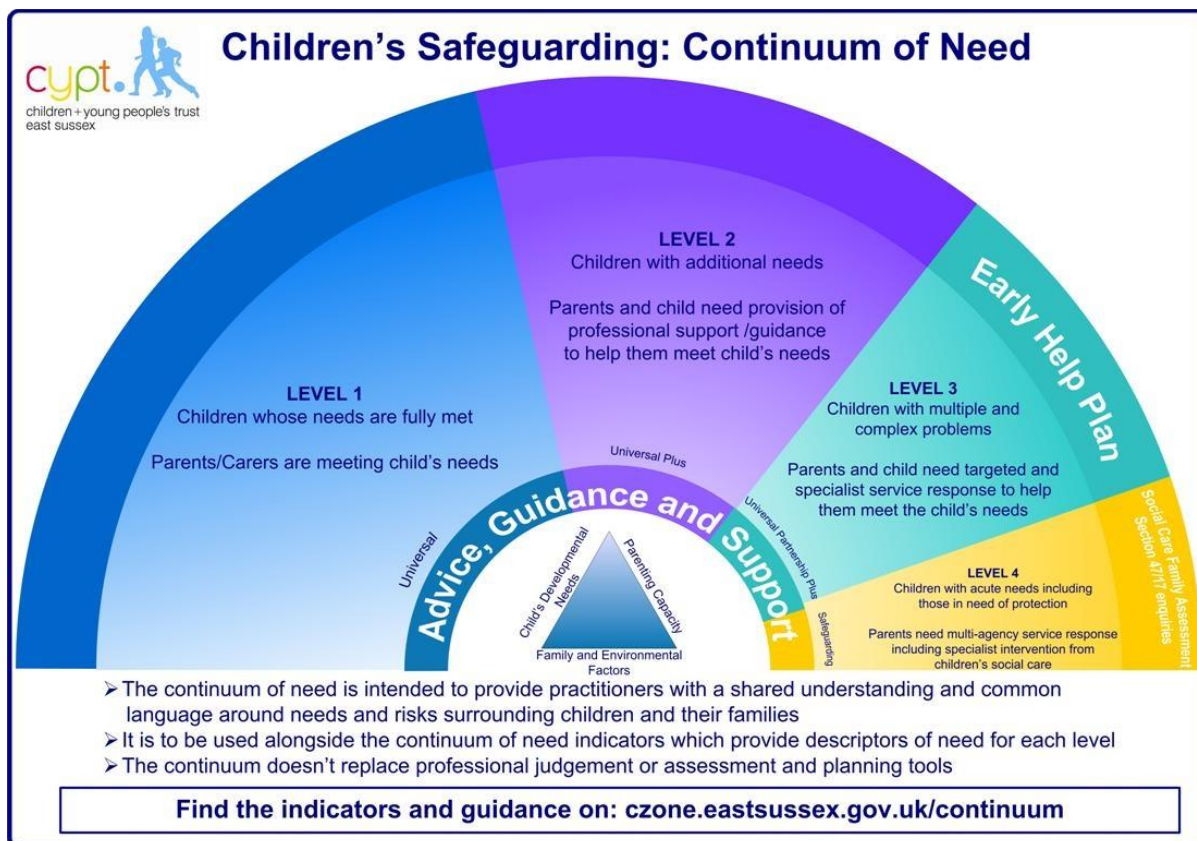 Children's Safeguarding: Continuum of Need
cypt.
children+young people's trust
east sussex
LEVEL 1
Children whose needs are fully met
Parents/Carers are meeting child's needs
LEVEL 2
Children with additional needs
Parents and child need provision of
professional support /guidance
to help them meet child's needs
LEVEL 3
Children with multiple and
complex problems
Parents and child need targeted and
specialist service response to help
them meet the child's needs
Early Help Plan
LEVEL 4
Children with acute needs including
those in need of protection
Parents need multi-agency service response
including specialist intervention from
children's social care
Social Care Family Assessment
Section 47/17 enquiries
Universal
Universal Plus
Universal Partnership Plus
Safeguarding
Advice, Guidance and Support
Child's Developmental
Needs
Parenting Capacity
Family and Environmental
Factors
➢ The continuum of need is intended to provide practitioners with a shared understanding and common
language around needs and risks surrounding children and their families
➢ It is to be used alongside the continuum of need indicators which provide descriptors of need for each level
➢ The continuum doesn't replace professional judgement or assessment and planning tools
Find the indicators and guidance on: czone.eastsussex.gov.uk/continuum